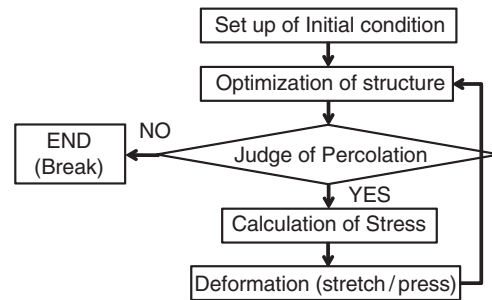 Set up of Initial condition
Optimization of structure
Judge of Percolation
NO
END
(Break)
YES
Calculation of Stress
Deformation (stretch / press)